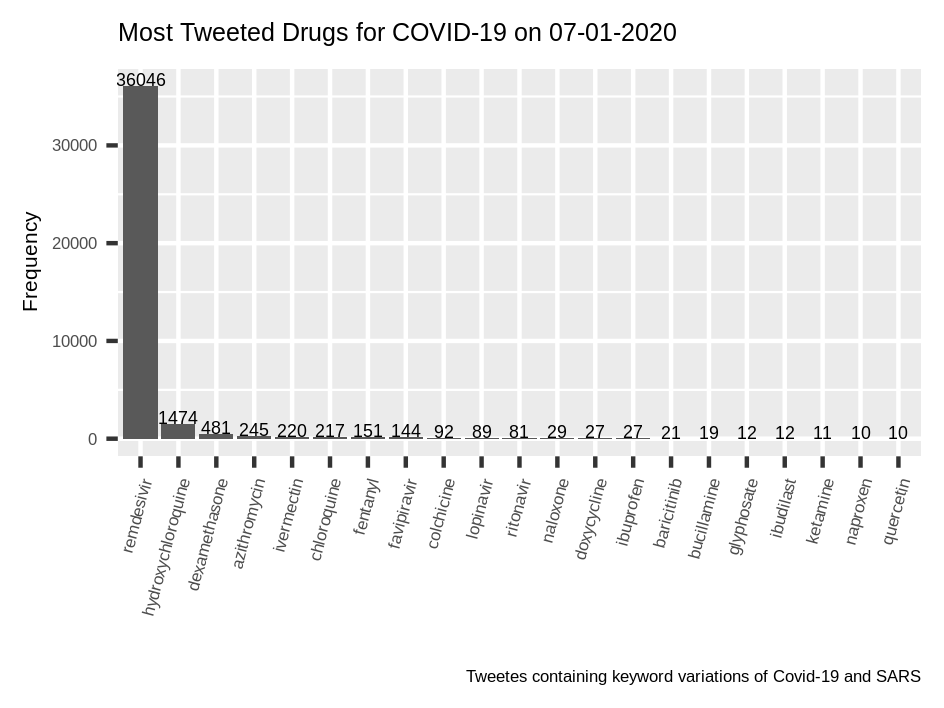 Most Tweeted Drugs for COVID-19 on 07-01-2020
Frequency
30000
20000
10000
0
36046
1474
481
245
220
217
151
144
92
89
81
29
27
27
21
19
12
12
11
10
10
remdesivir
hydroxychloroquine
dexamethasone
azithromycin
ivermectin
chloroquine
fentanyl
favipiravir
colchicine
lopinavir
ritonavir
naloxone
doxycycline
ibuprofen
baricitinib
bucillamine
glyphosate
ibudilast
ketamine
naproxen
quercetin
Tweetes containing keyword variations of Covid-19 and SARS